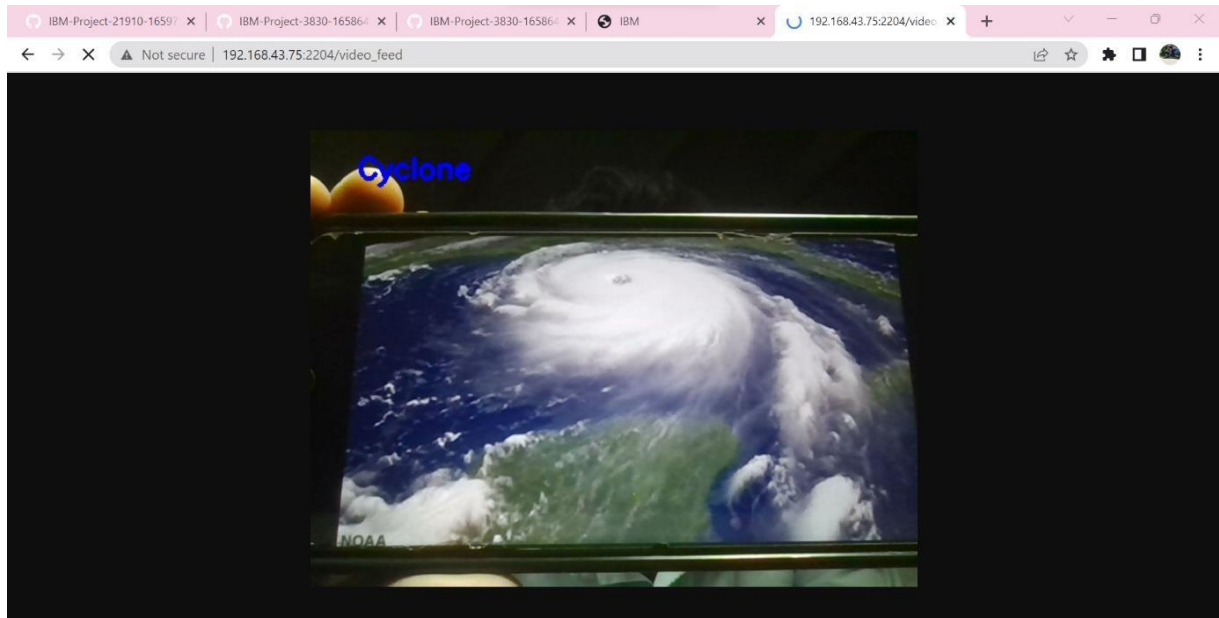 IBM-Project-21910-16597
IBM-Project-3830-165864
IBM-Project-3830-165864
IBM
192.168.43.75:2204/video
Not secure
192.168.43.75:2204/video_feed
Cyclone
NOAA